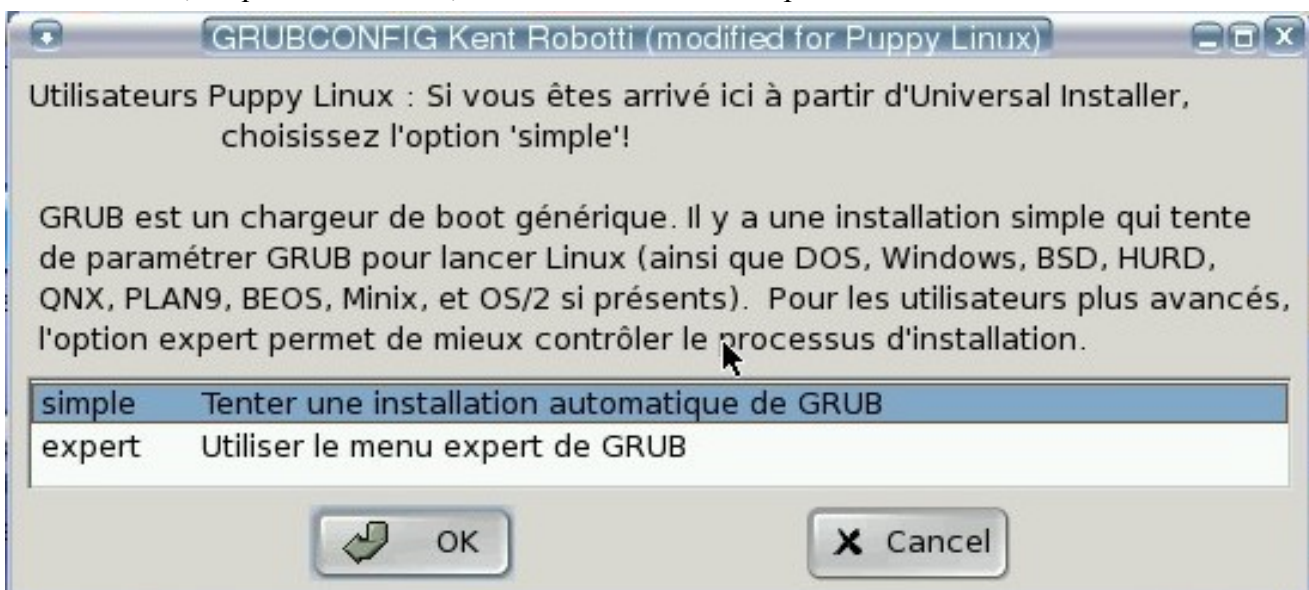 GRUBCONFIG Kent Robotti (modified for Puppy Linux)
Utilisateurs Puppy Linux : Si vous êtes arrivé ici à partir d'Universal Installer,
choisissez l'option 'simple'!
GRUB est un chargeur de boot générique. Il y a une installation simple qui tente
de paramétrer GRUB pour lancer Linux (ainsi que DOS, Windows, BSD, HURD,
QNX, PLAN9, BEOS, Minix, et OS/2 si présents). Pour les utilisateurs plus avancés,
l'option expert permet de mieux contrôler le processus d'installation.
simple Tenter une installation automatique de GRUB
expert Utiliser le menu expert de GRUB
OK Cancel